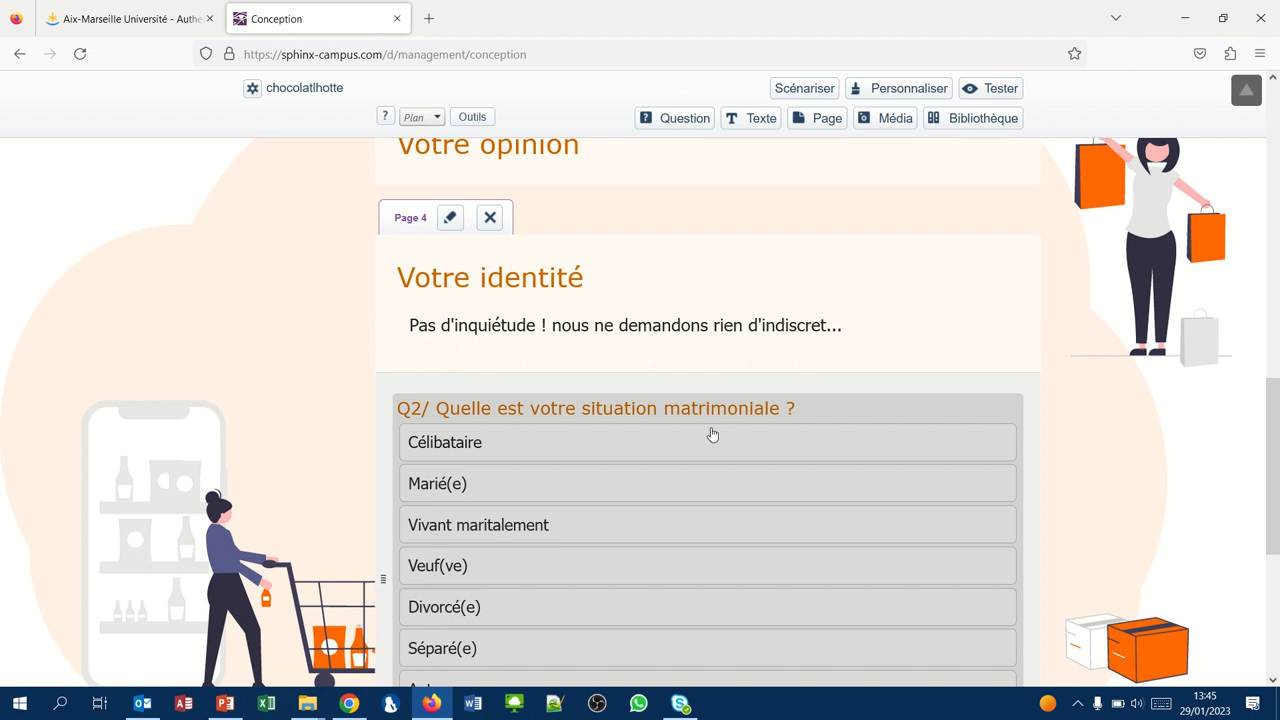 Aix-Marseille Université - Authe
Conception
https://sphinx-campus.com/d/management/conception
chocolatlhotte
Scénariser
Personnaliser
Tester
? Plan Outils
Question
Texte
Page
Média
Bibliothèque
Votre opinion
Page 4
Votre identité
Pas d'inquiétude ! nous ne demandons rien d'indiscret...
Q2/ Quelle est votre situation matrimoniale ?
Célibataire
Marié(e)
Vivant maritalement
Veuf(ve)
Divorcé(e)
Séparé(e)
13:45
29/01/2023